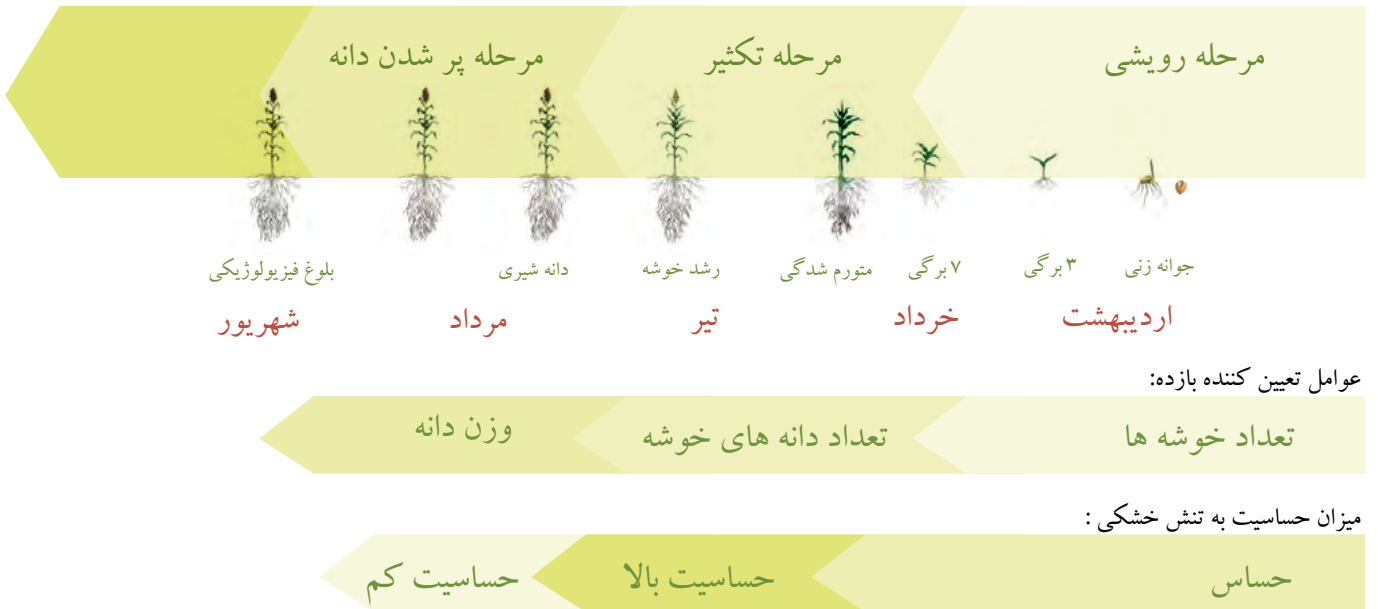 مرحله رویشی مرحله تکثیر مرحله پر شدن دانه
جوانه زنی ۳ برگی ۷ برگی متورم شدگی رشد خوشه دانه شیری بلوغ فیزیولوژیکی
اردیبهشت خرداد تیر مرداد شهریور
عوامل تعیین کننده بازده:
تعداد خوشه ها تعداد دانه های خوشه وزن دانه
میزان حساسیت به تنش خشکی :
حساس حساسیت بالا حساسیت کم